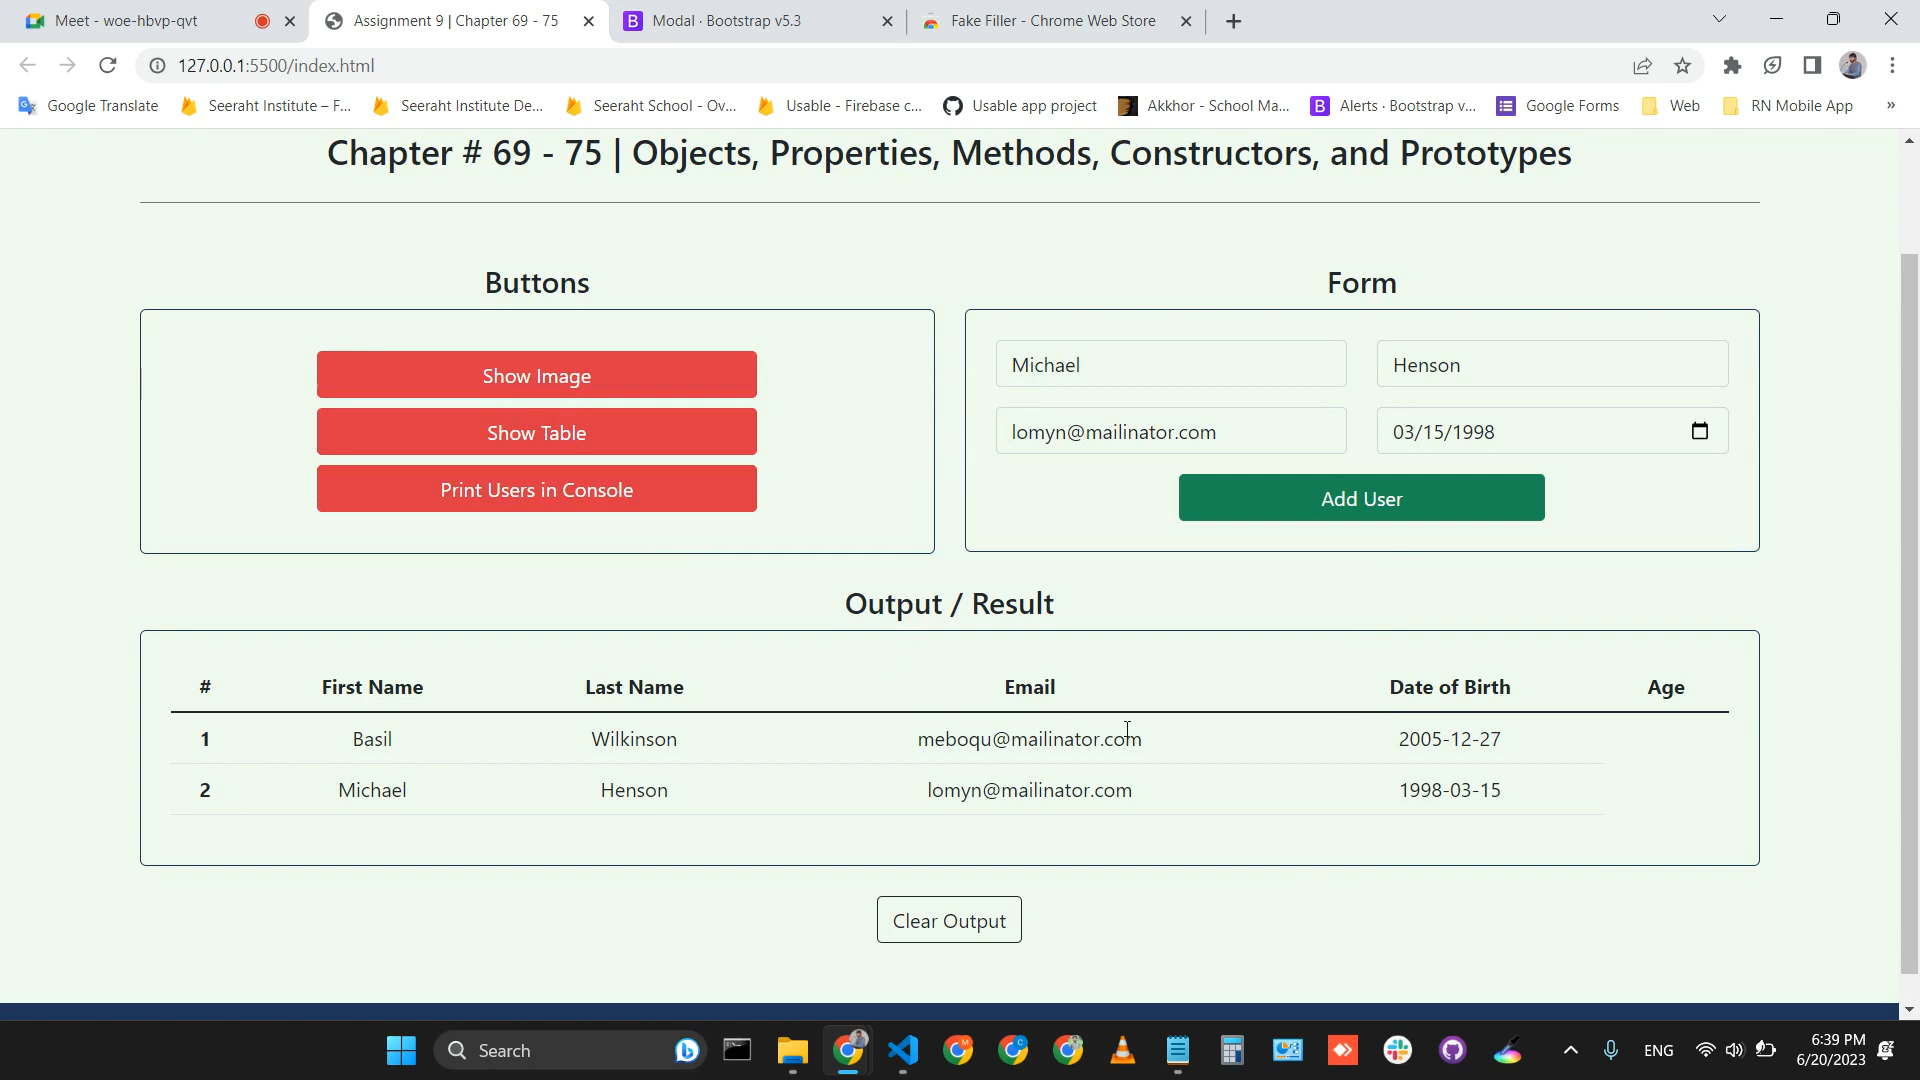 Meet - woe-hbvp-qvt
Assignment 9 | Chapter 69 - 75
Modal · Bootstrap v5.3
Fake Filler - Chrome Web Store
127.0.0.1:5500/index.html
Google Translate
Seeraht Institute – F...
Seeraht Institute De...
Seeraht School - Ov...
Usable - Firebase c...
Usable app project
Akkhor - School Ma...
Alerts · Bootstrap v...
Google Forms
Web
RN Mobile App
»
Chapter # 69 - 75 | Objects, Properties, Methods, Constructors, and Prototypes
Buttons
Form
Show Image
Show Table
Print Users in Console
Michael
Henson
lomyn@mailinator.com
03/15/1998
Add User
Output / Result
# First Name Last Name Email Date of Birth Age
1 Basil Wilkinson meboqu@mailinator.com 2005-12-27
2 Michael Henson lomyn@mailinator.com 1998-03-15
Clear Output
Search
ENG
6:39 PM
6/20/2023